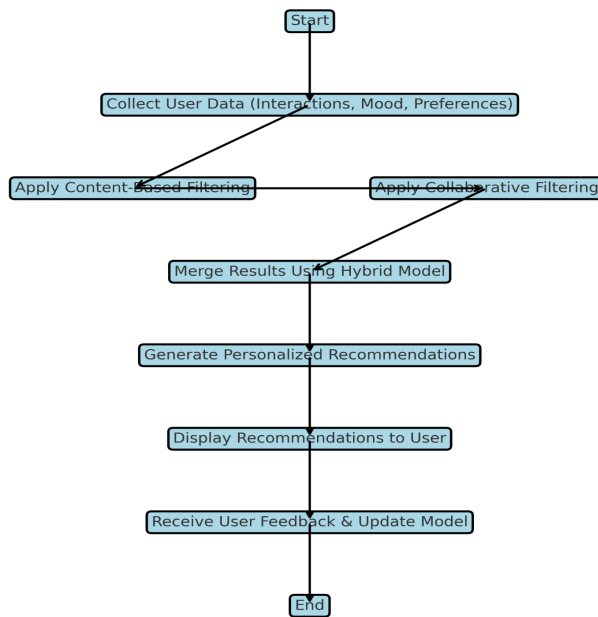 Start
Collect User Data (Interactions, Mood, Preferences)
Apply Content-Based Filtering
Apply Collaborative Filtering
Merge Results Using Hybrid Model
Generate Personalized Recommendations
Display Recommendations to User
Receive User Feedback & Update Model
End